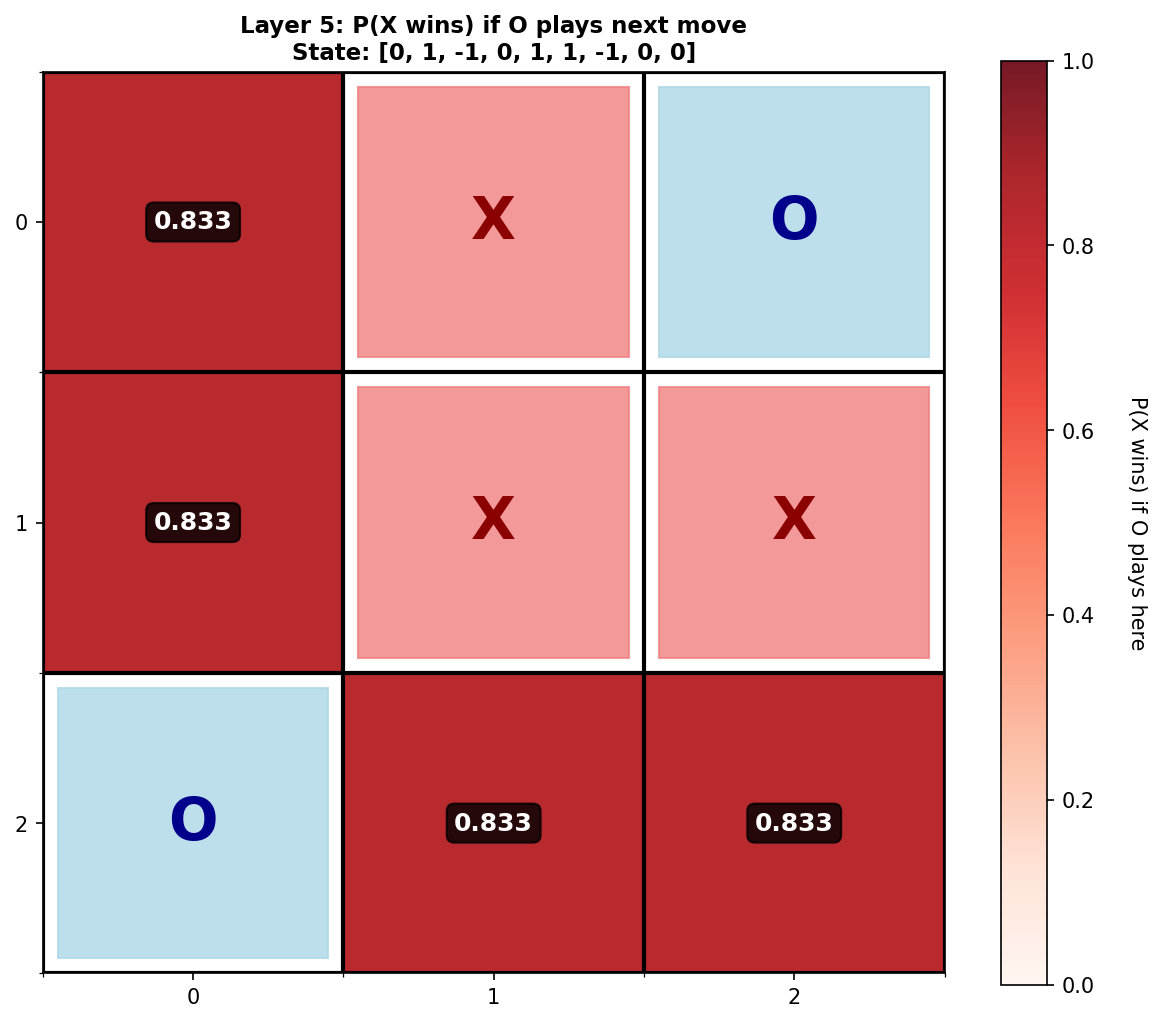 Layer 5: P(X wins) if O plays next move
State: [0, 1, -1, 0, 1, 1, -1, 0, 0]
0
0.833
X
O
1
0.833
X
X
2
O
0.833
0.833
0
1
2
1.0
0.8
0.6
0.4
0.2
0.0
P(X wins) if O plays here